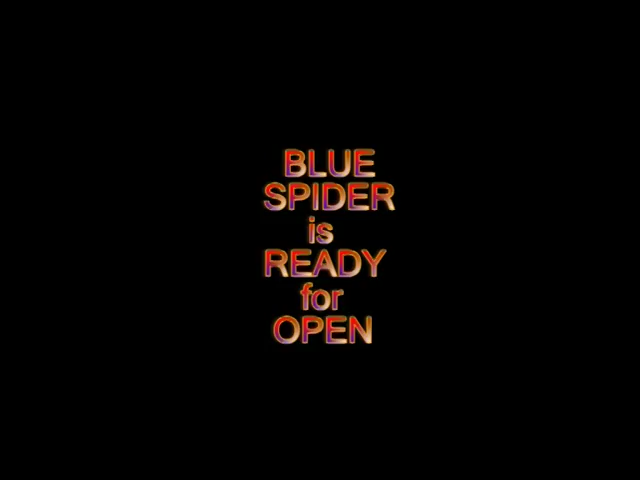 BLUE
SPIDER
is
READY
for
OPEN